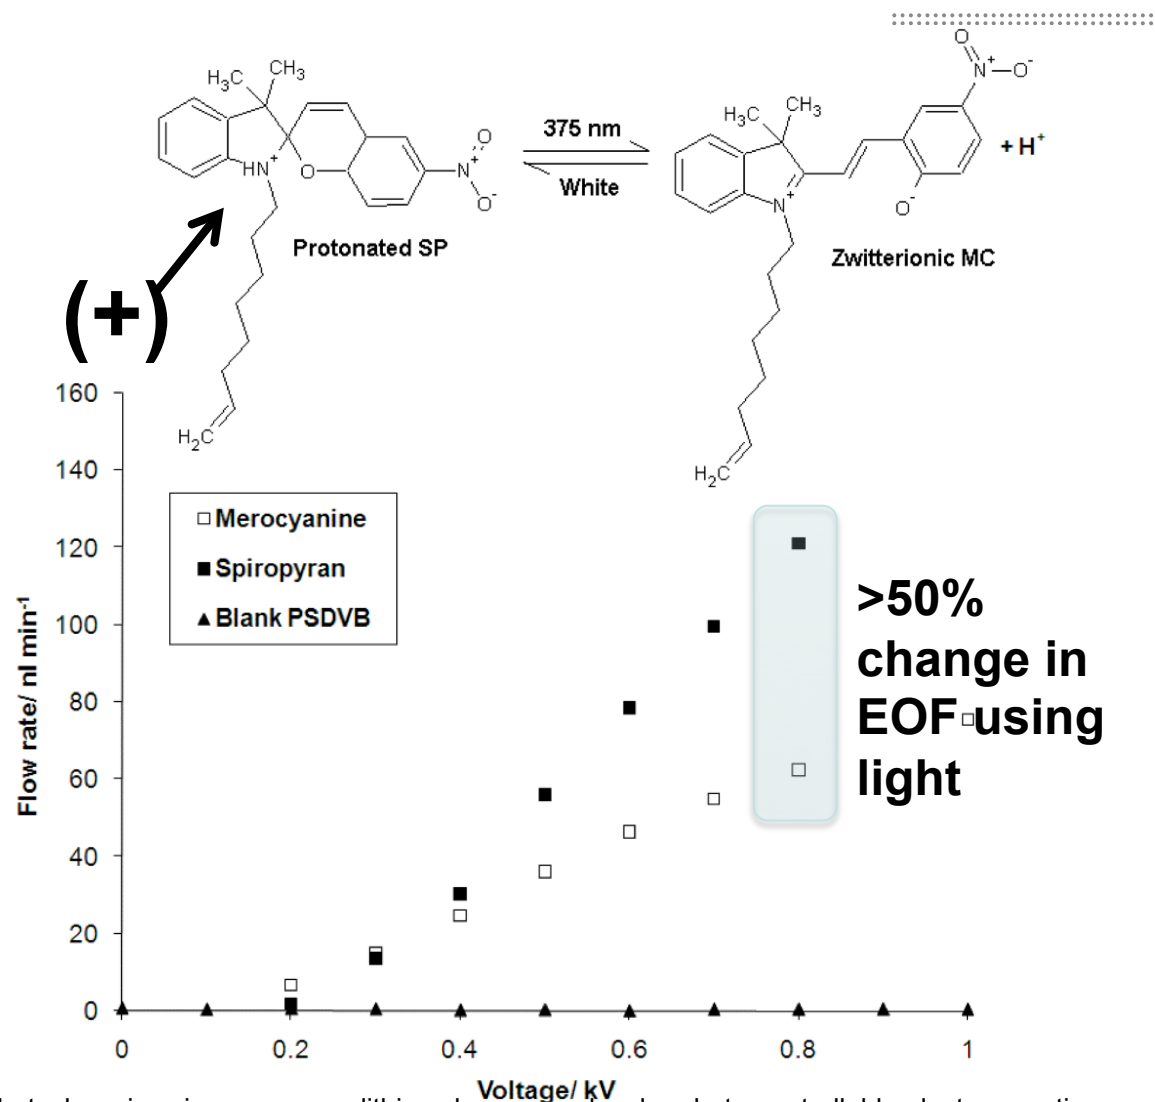 O
N+
O-
H3C
CH3
HN+
O
O
N+
O-
Protonated SP
375 nm
White
H3C
CH3
N+
O-
+ H+
Zwitterionic MC
(+)
H2C
H2C
160
140
120
100
80
60
40
20
0
Flow rate/ nl min-1
Merocyanine
Spiropyran
Blank PSDVB
>50%
change in
EOF using
light
0 0.2 0.4 0.6 0.8 1
Voltage/ kV